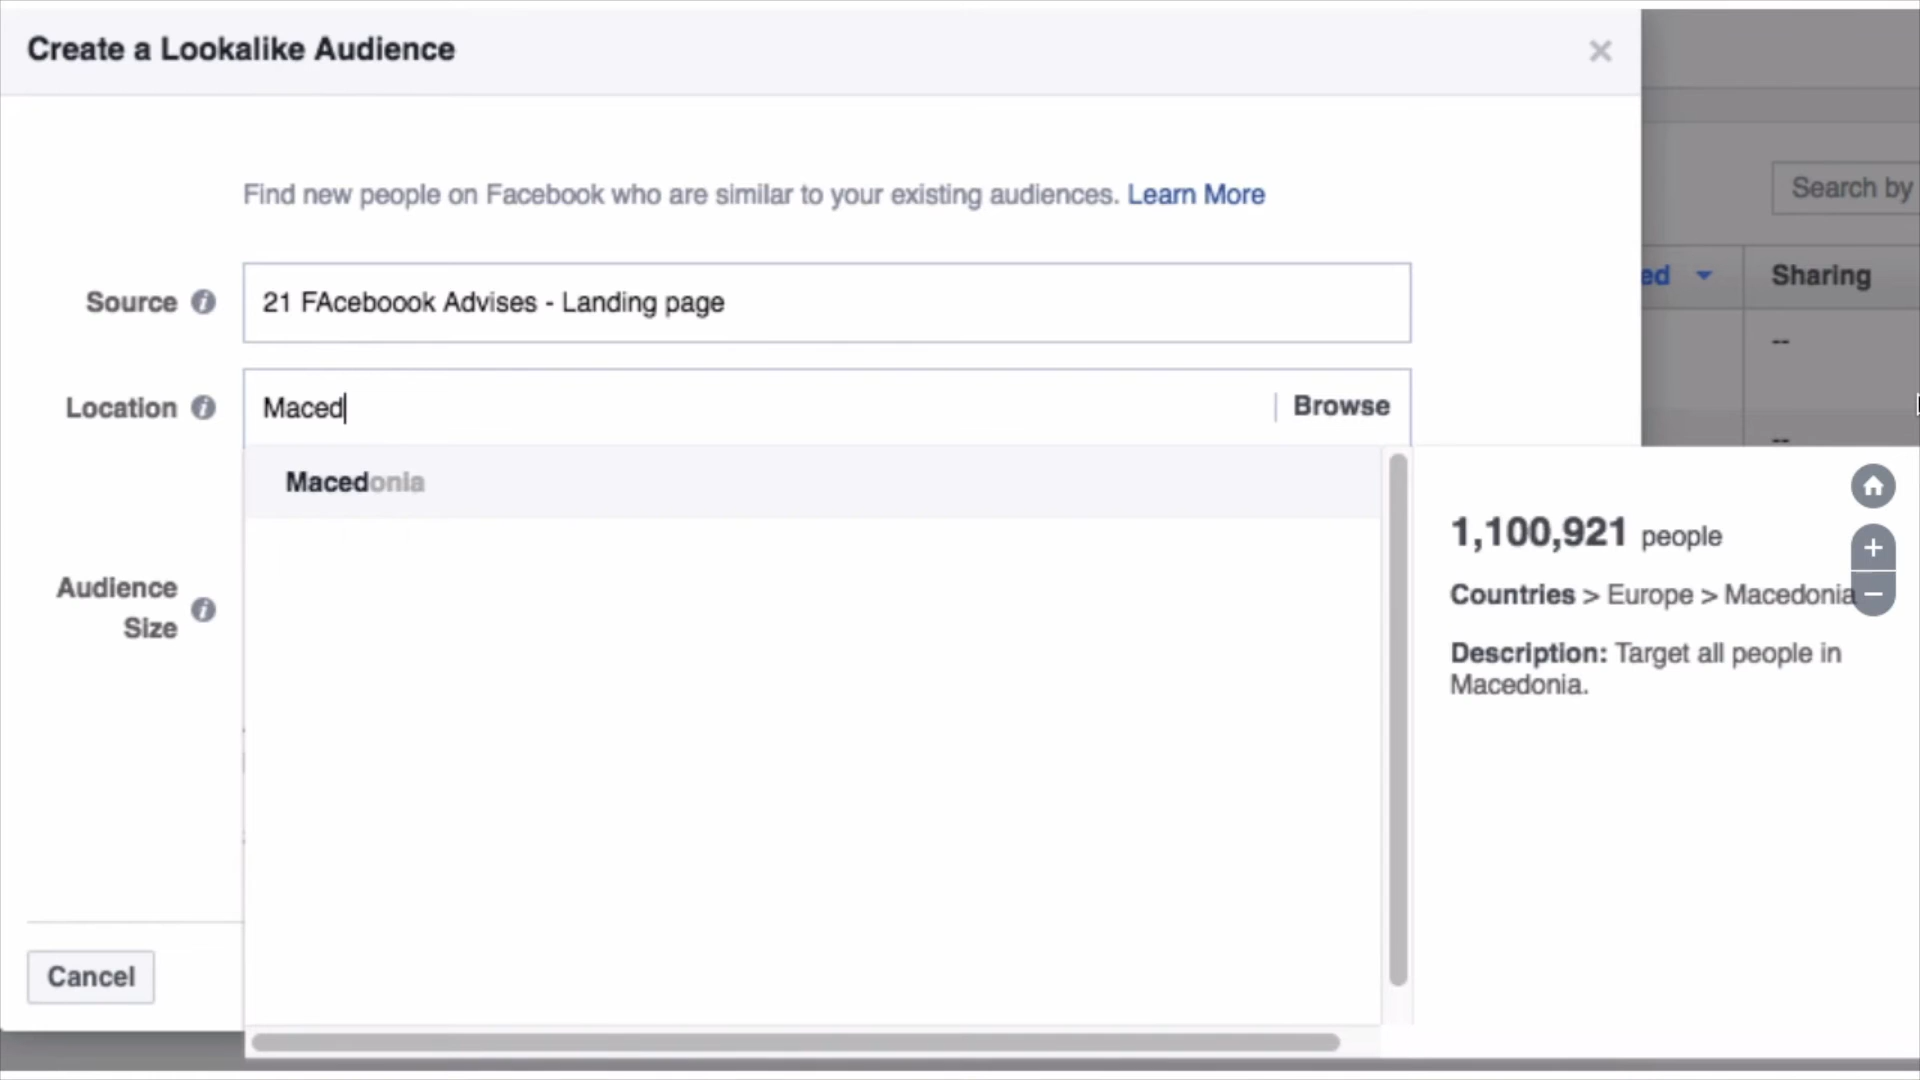 Create a Lookalike Audience
Find new people on Facebook who are similar to your existing audiences. Learn More
Search by
Source
21 FAceboook Advises - Landing page
ed
Sharing
--
Location
Maced
Browse
--
Macedonia
1,100,921 people
Countries > Europe > Macedonia
Audience
Size
Description: Target all people in
Macedonia.
Cancel